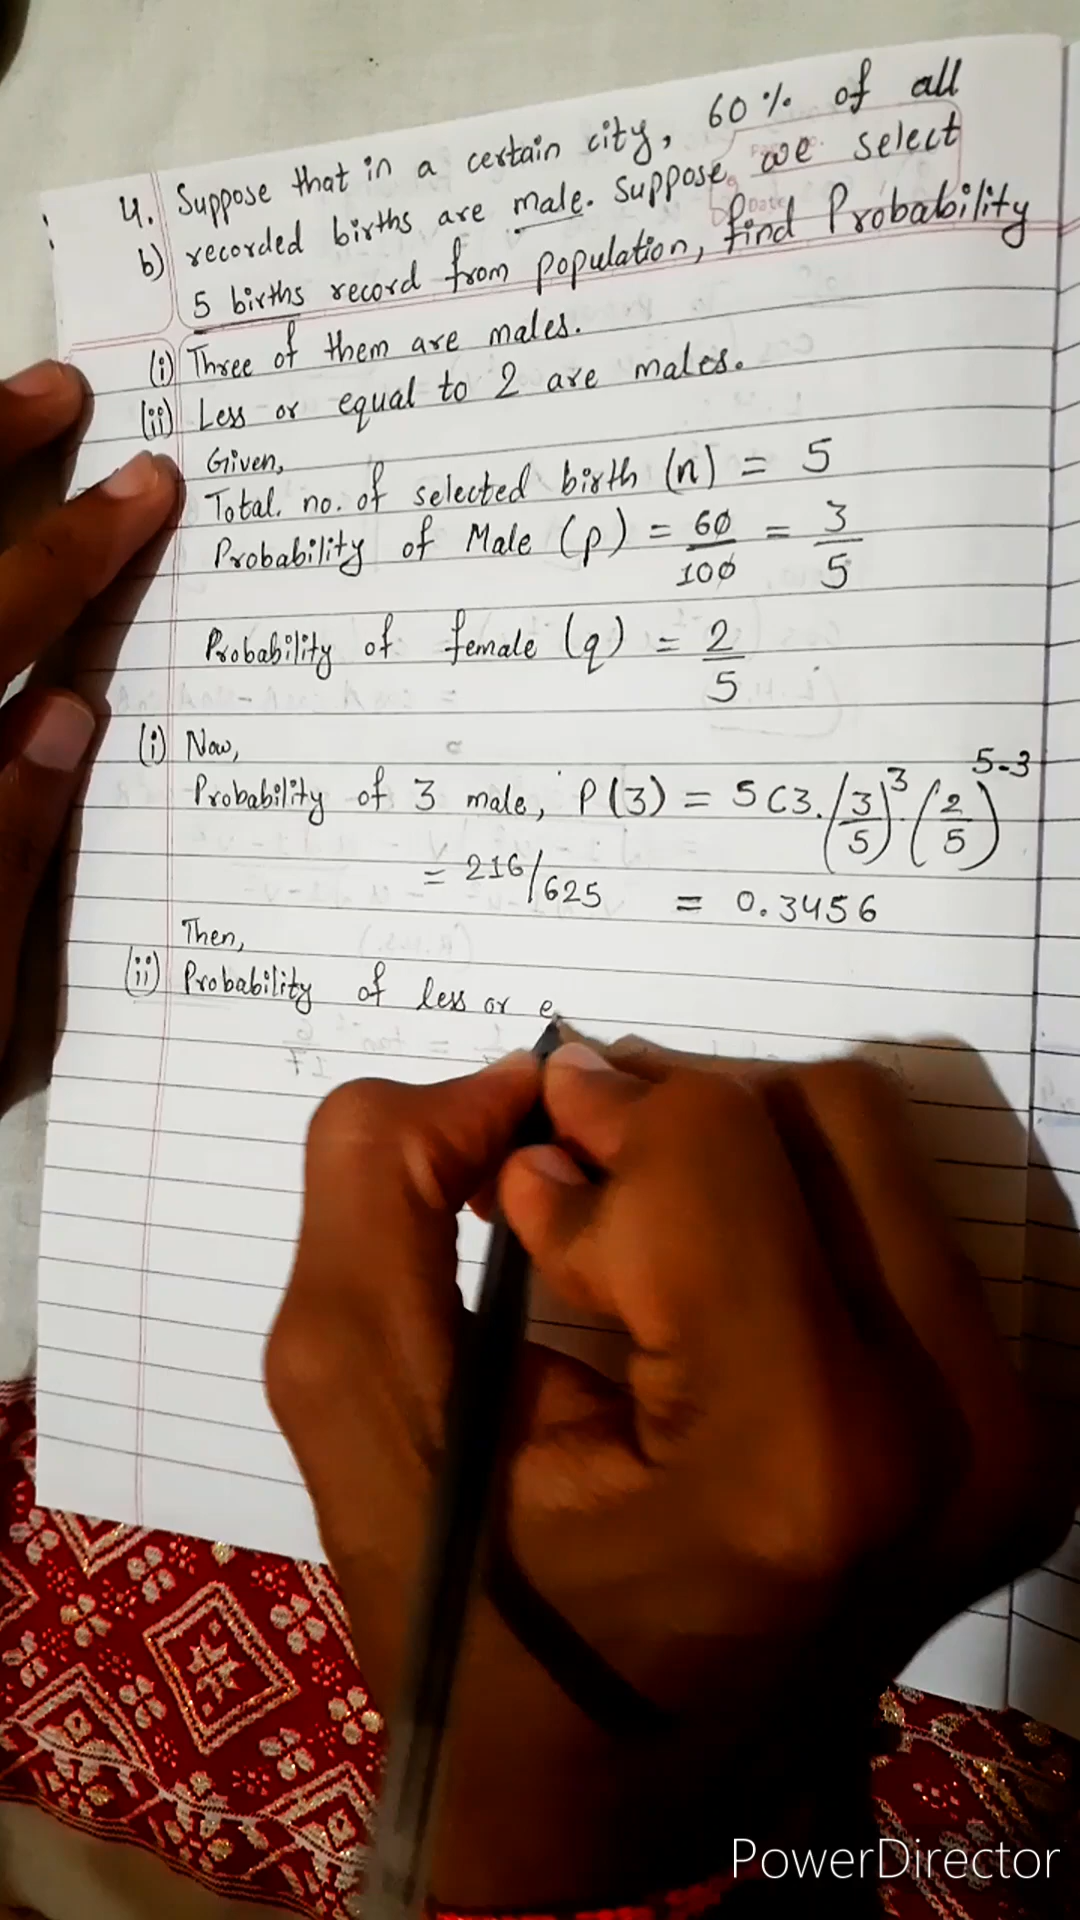 4. Suppose that in a certain city, 60% of all
b) recorded births are male. Suppose we select
5 births record from population, find Probability
(i) Three of them are males.
(ii) Less or equal to 2 are males.
Given,
Total. no. of selected birth (n) = 5
Probability of Male (p) = 60/100 = 3/5
Probability of female (q) = 2/5
(i) Now,
Probability of 3 male, P(3) = 5C3.(3/5)^3.(2/5)^5-3
= 216/625 = 0.3456
Then,
(ii) Probability of less or e
PowerDirector